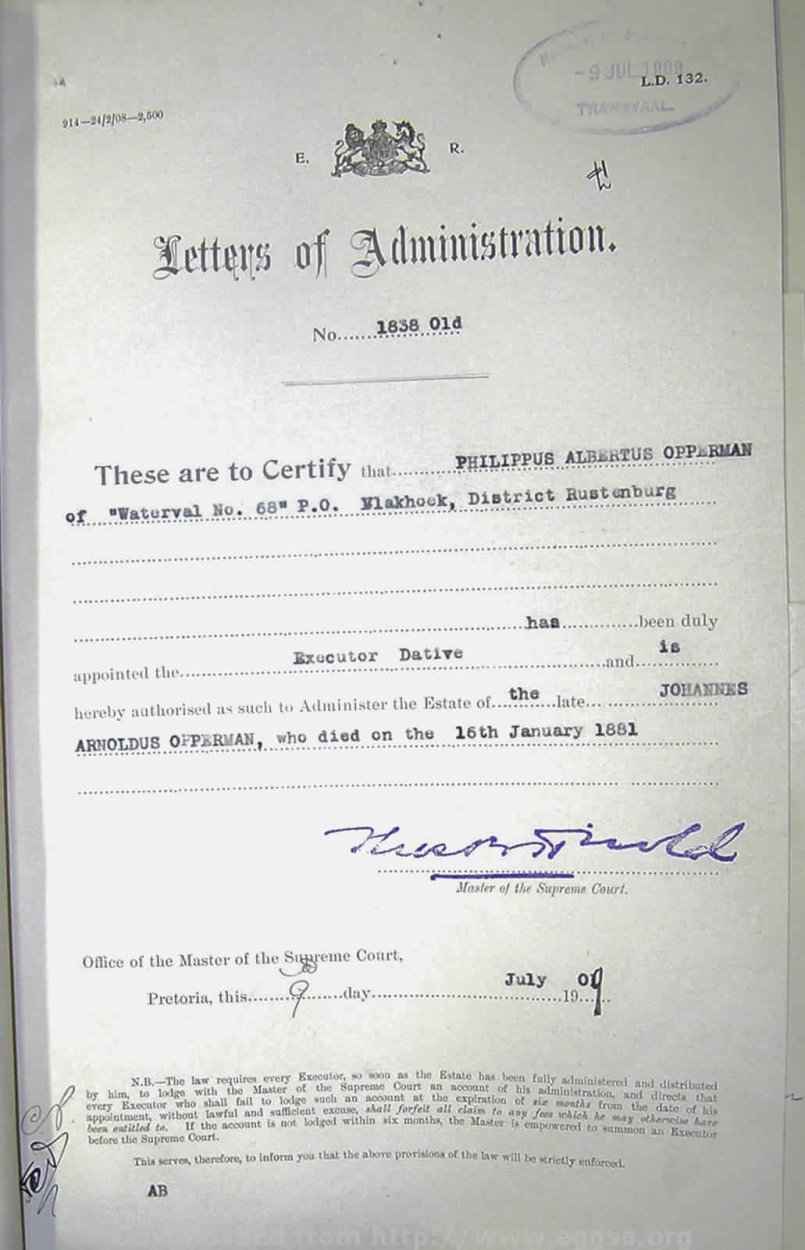 - 9 JUL 1909
L.D. 132.
TRANSVAAL
914—24/2/08—2,500
E. R.
Letters of Administration.
No.......1838 Old
These are to Certify that............PHILIPPUS ALBERTUS OPPERMAN
of "Waterval No. 68" P.O. Vlakhoek, District Rustenburg
has..............been duly
appointed the....................Executor Dative..........................and....is
hereby authorised as such to Administer the Estate of...the...late.............JOHANNES
ARNOLDUS OPPERMAN, who died on the 16th January 1881
Master of the Supreme Court.
Office of the Master of the Supreme Court,
Pretoria, this........9........day........................July....1909
N.B.—The law requires every Executor, so soon as the Estate has been fully administered and distributed
by him, to lodge with the Master of the Supreme Court an account of his administration, and directs that
every Executor who shall fail to lodge such an account at the expiration of six months from the date of his
appointment, without lawful and sufficient excuse, shall forfeit all claim to any fees which he may otherwise have
been entitled to. If the account is not lodged within six months, the Master is empowered to summon an Executor
before the Supreme Court.
This serves, therefore, to inform you that the above provisions of the law will be strictly enforced.
AB
Downloaded from http://www.eggsa.org